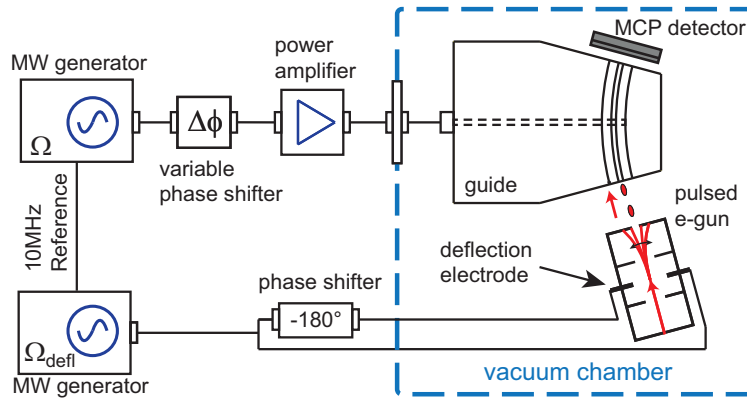 MW generator
Ω
Δϕ
variable
phase shifter
power
amplifier
MCP detector
guide
pulsed
e-gun
deflection
electrode
10MHz
Reference
phase shifter
-180°
Ωdefl
MW generator
vacuum chamber